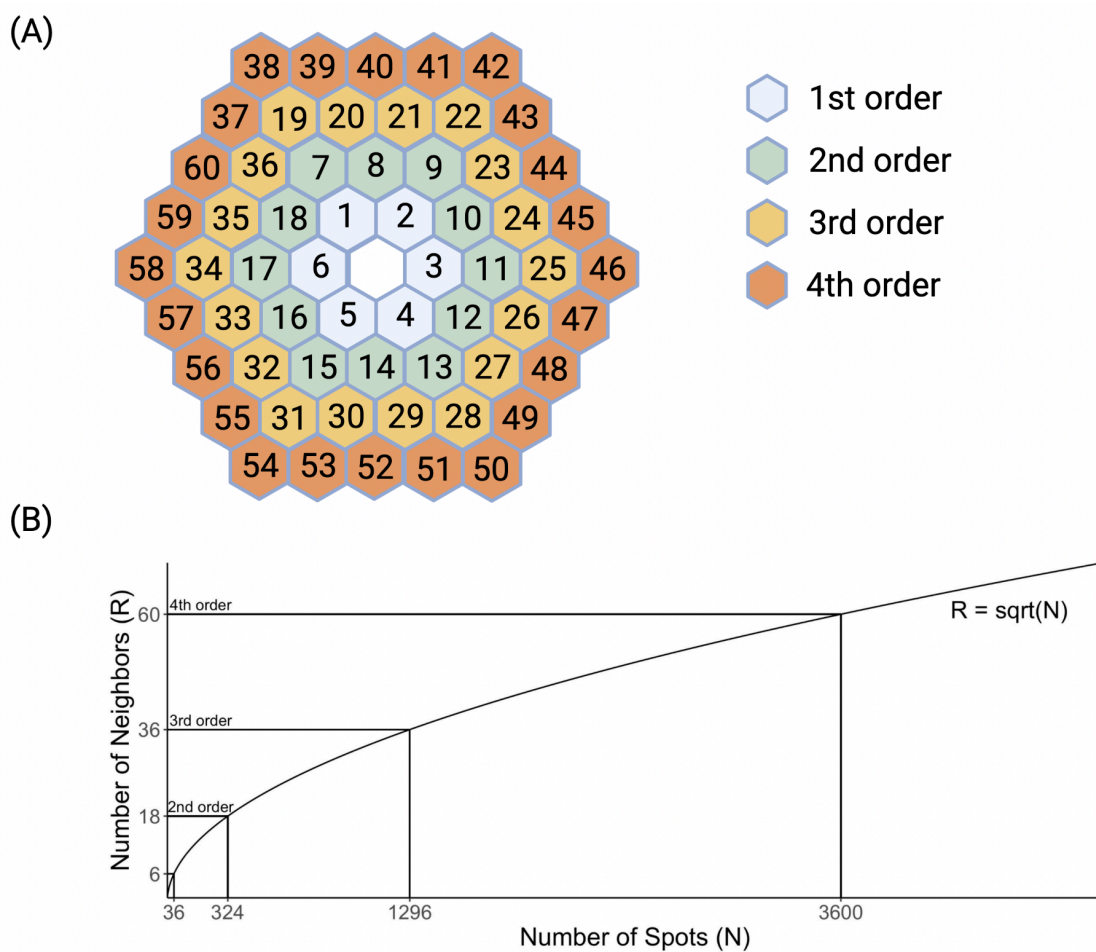 (A)
38 39 40 41 42
37 19 20 21 22 43
60 36 7 8 9 23 44
59 35 18 1 2 10 24 45
58 34 17 6 3 11 25 46
57 33 16 5 4 12 26 47
56 32 15 14 13 27 48
55 31 30 29 28 49
54 53 52 51 50
1st order
2nd order
3rd order
4th order
(B)
Number of Neighbors (R)
60
36
18
6
4th order
3rd order
2nd order
R = sqrt(N)
36 324 1296 3600
Number of Spots (N)